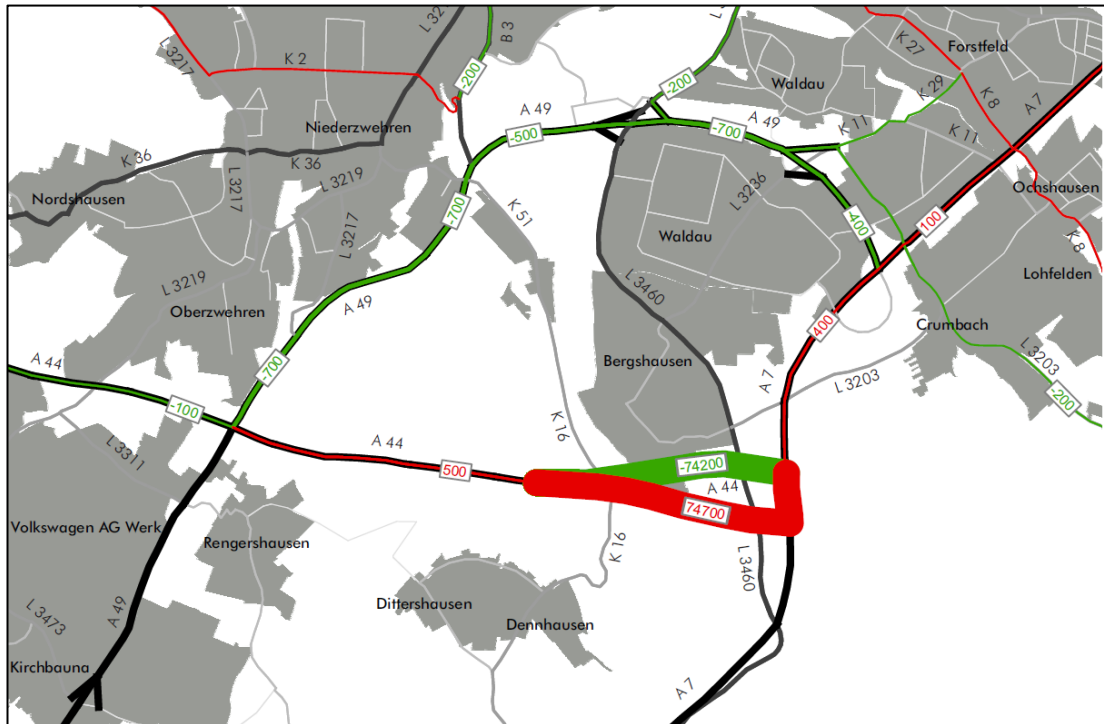 L 3217
K 2
L 32
B 3
-200
L 3
-200
K 27
Forstfeld
K 29
Waldau
K 8
A 7
A 49
-500
-700
A 49
K 11
K 11
Niederzwehren
K 36
K 36
L 3219
L 3217
Nordshausen
L 3217
-700
K 51
L 3236
Ochshausen
Waldau
-400
100
K 8
L 3219
Oberzwehren
A 49
L 3460
Lohfelden
400
Crumbach
A 44
-700
Bergshausen
A 7
L 3203
L 3203
-200
-100
K 16
A 44
500
-74200
A 44
74700
L 3311
Volkswagen AG Werk
Rengershausen
K 16
L 3460
Dittershausen
Dennhausen
A 49
L 3473
Kirchbauna
A 7